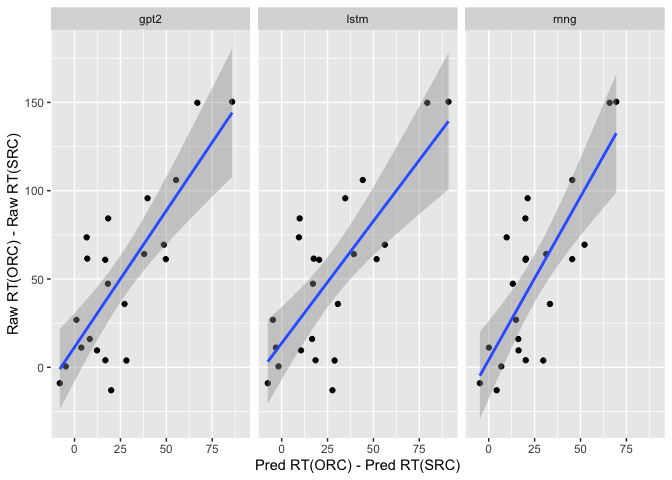 gpt2 lstm rnng
Raw RT(ORC) - Raw RT(SRC)
150
100
50
0
0 25 50 75 0 25 50 75 0 25 50 75
Pred RT(ORC) - Pred RT(SRC)